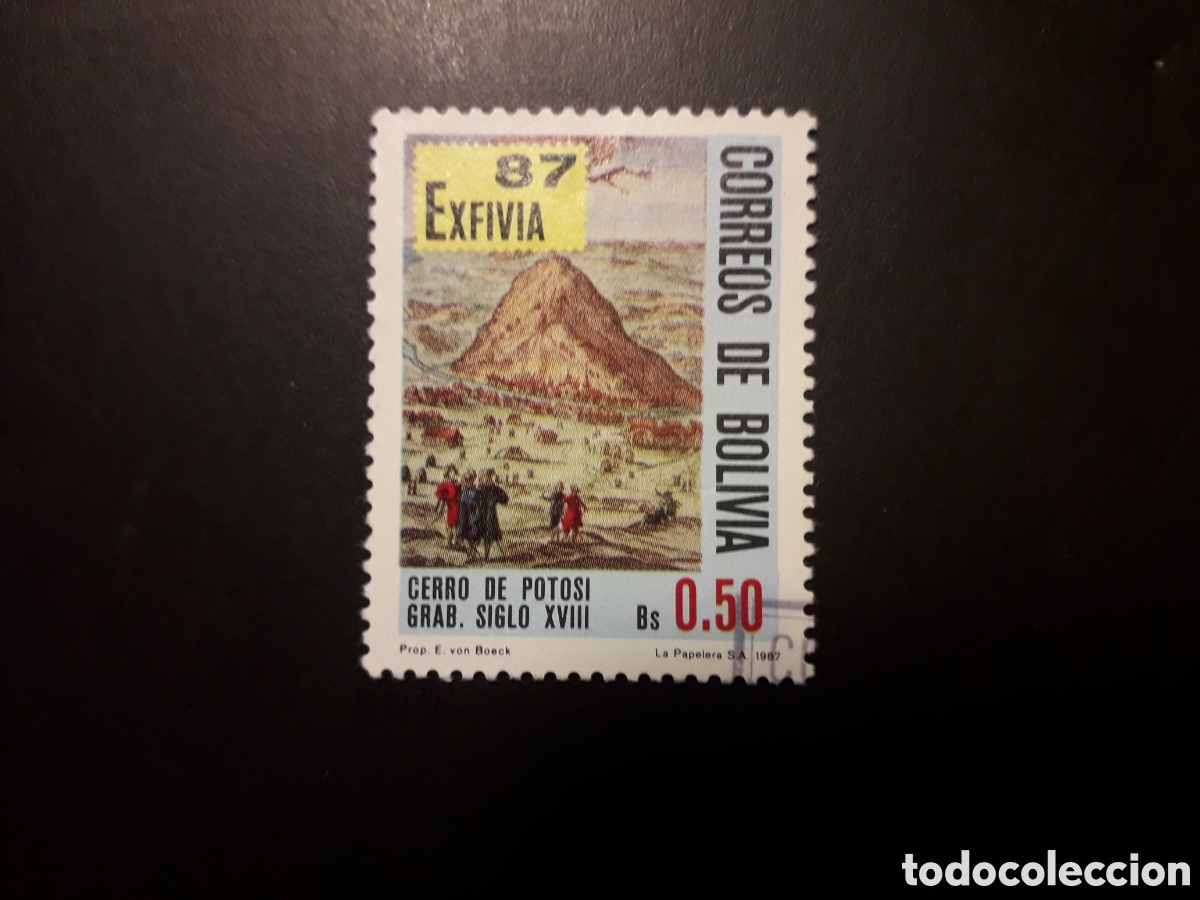 87
EXFIVIA
CORREOS DE BOLIVIA
CERRO DE POTOSI
GRAB. SIGLO XVIII
Bs 0.50
Prop. E. von Boeck
La Papelera S.A. 1987
todocoleccion